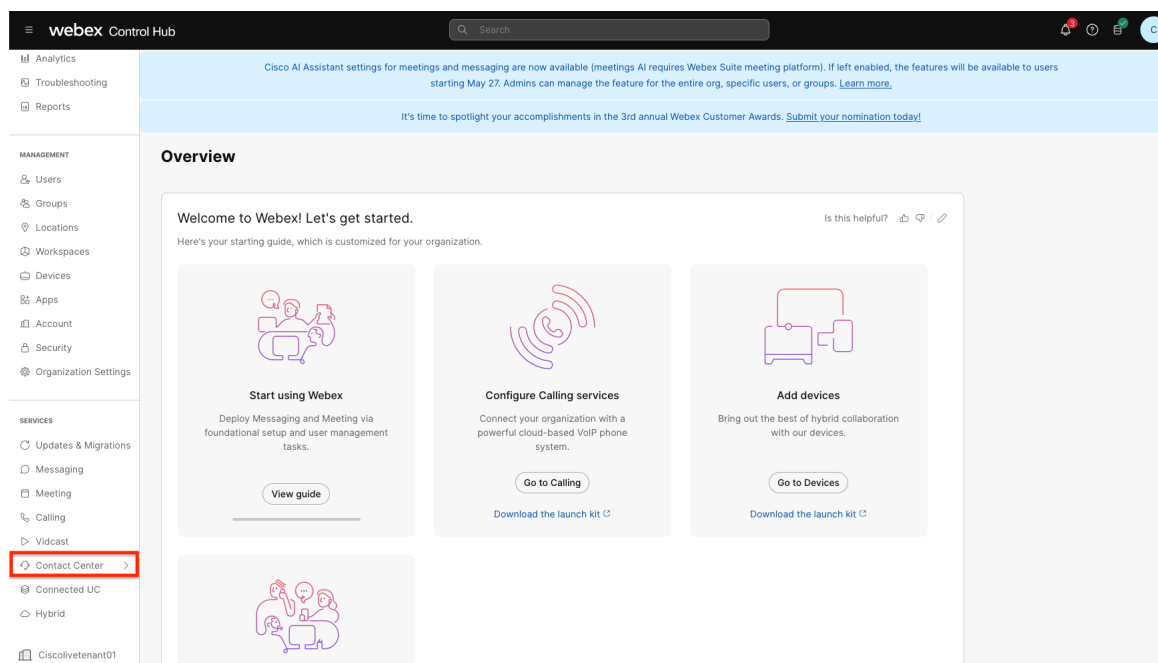 webex Control Hub
Search
3
C
Analytics
Troubleshooting
Reports
MANAGEMENT
Users
Groups
Locations
Workspaces
Devices
Apps
Account
Security
Organization Settings
SERVICES
Updates & Migrations
Messaging
Meeting
Calling
Vidcast
Contact Center
Connected UC
Hybrid
Ciscolivetenant01
Cisco AI Assistant settings for meetings and messaging are now available (meetings AI requires Webex Suite meeting platform). If left enabled, the features will be available to users
starting May 27. Admins can manage the feature for the entire org, specific users, or groups. Learn more.
It's time to spotlight your accomplishments in the 3rd annual Webex Customer Awards. Submit your nomination today!
Overview
Welcome to Webex! Let's get started.
Is this helpful?
Here's your starting guide, which is customized for your organization.
Start using Webex
Deploy Messaging and Meeting via
foundational setup and user management
tasks.
View guide
Configure Calling services
Connect your organization with a
powerful cloud-based VoIP phone
system.
Go to Calling
Download the launch kit
Add devices
Bring out the best of hybrid collaboration
with our devices.
Go to Devices
Download the launch kit